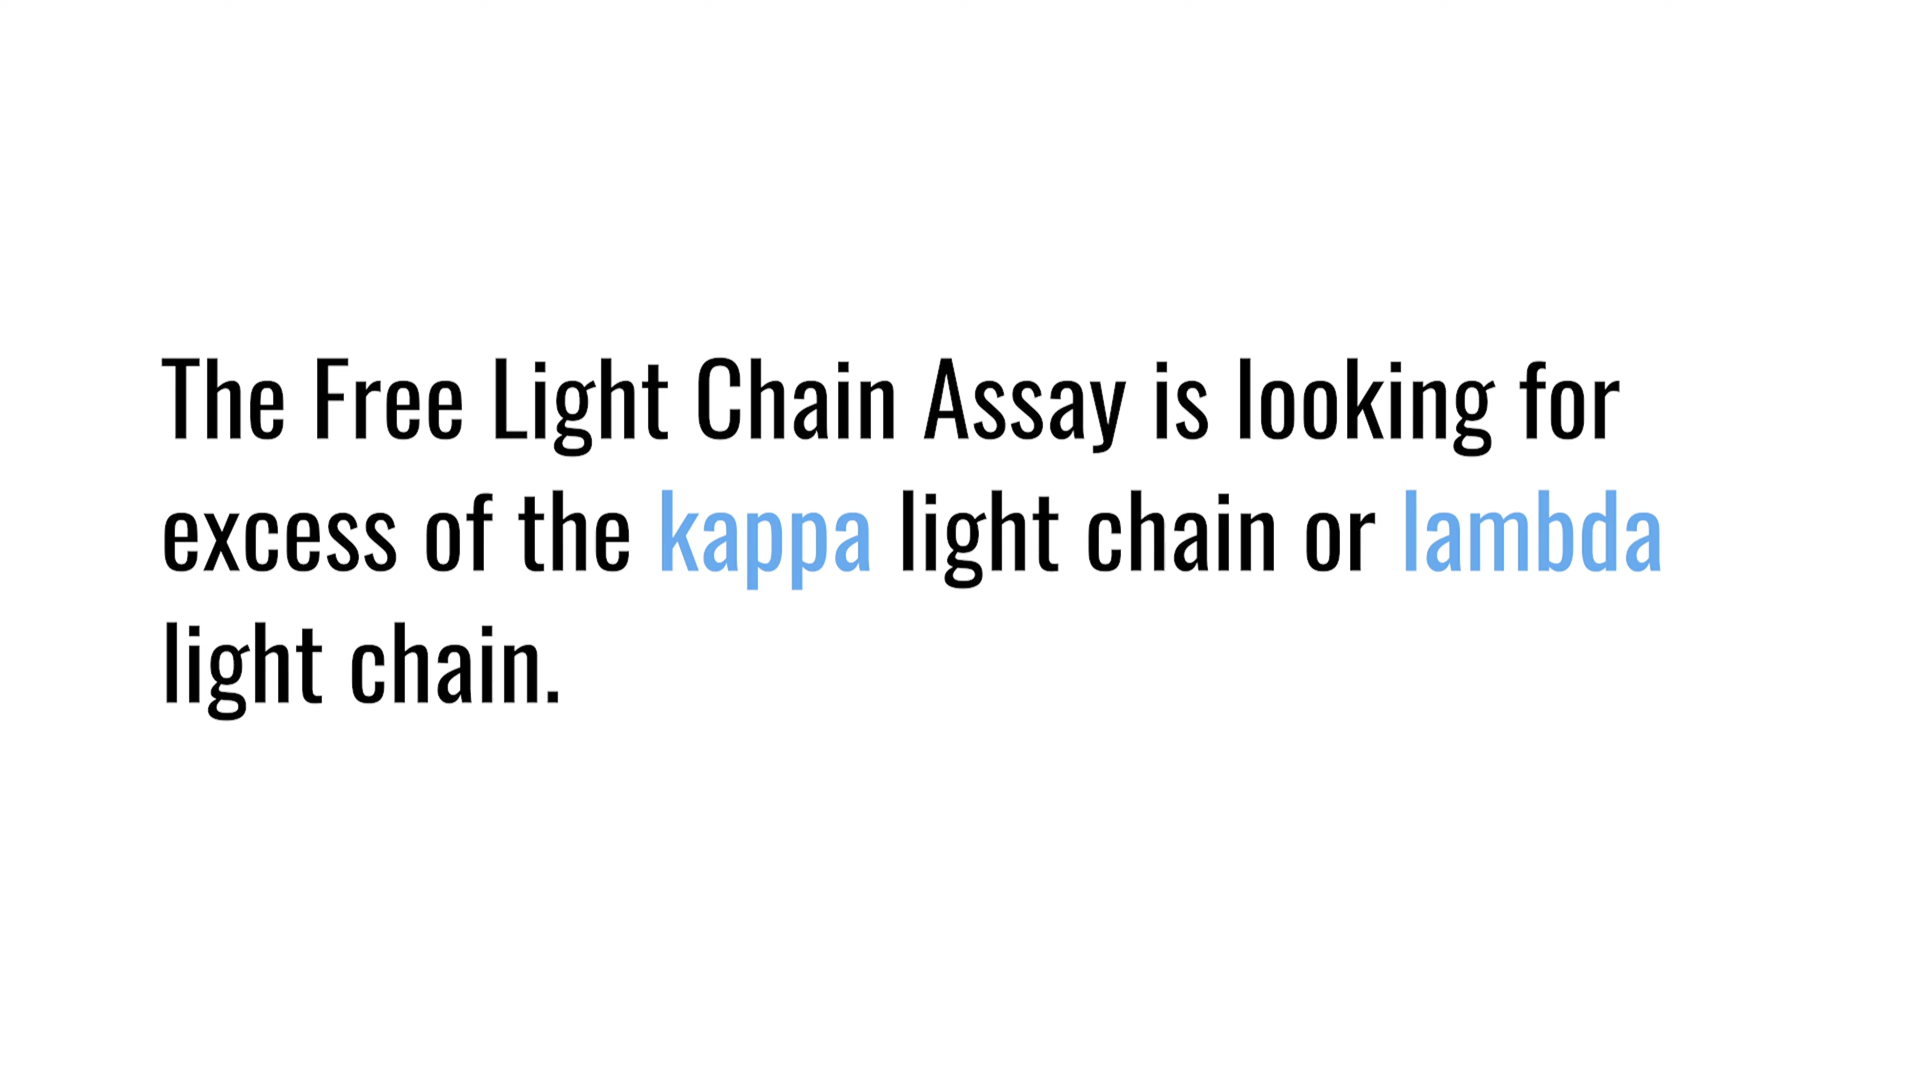 The Free Light Chain Assay is looking for
excess of the kappa light chain or lambda
light chain.